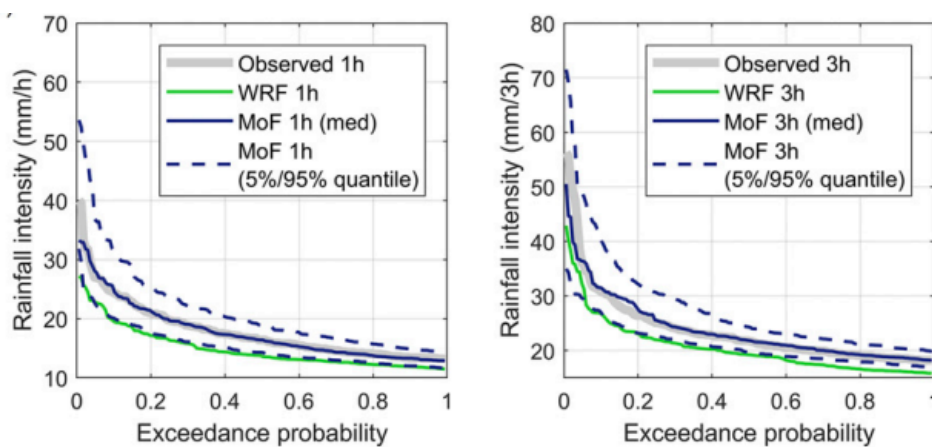 70
60
50
40
30
20
10
Rainfall intensity (mm/h)
Observed 1h
WRF 1h
MoF 1h (med)
MoF 1h
(5%/95% quantile)
0 0.2 0.4 0.6 0.8 1
Exceedance probability
80
70
60
50
40
30
20
Rainfall intensity (mm/3h)
Observed 3h
WRF 3h
MoF 3h (med)
MoF 3h
(5%/95% quantile)
0 0.2 0.4 0.6 0.8 1
Exceedance probability